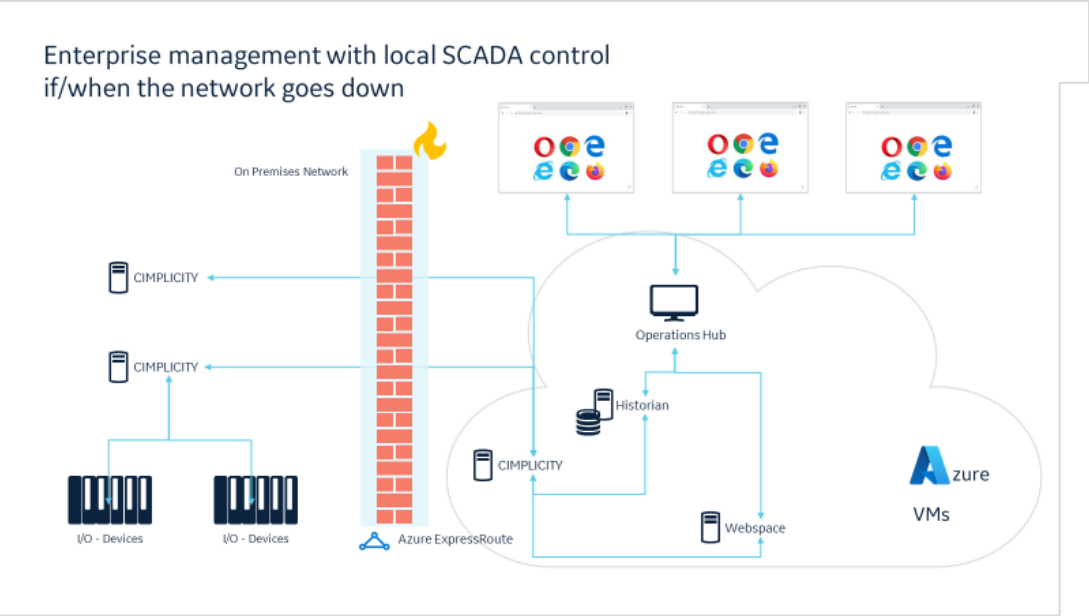 Enterprise management with local SCADA control
if/when the network goes down
On Premises Network
CIMPLICITY
CIMPLICITY
I/O - Devices
I/O - Devices
Azure ExpressRoute
Operations Hub
Historian
CIMPLICITY
Webspace
Azure
VMs